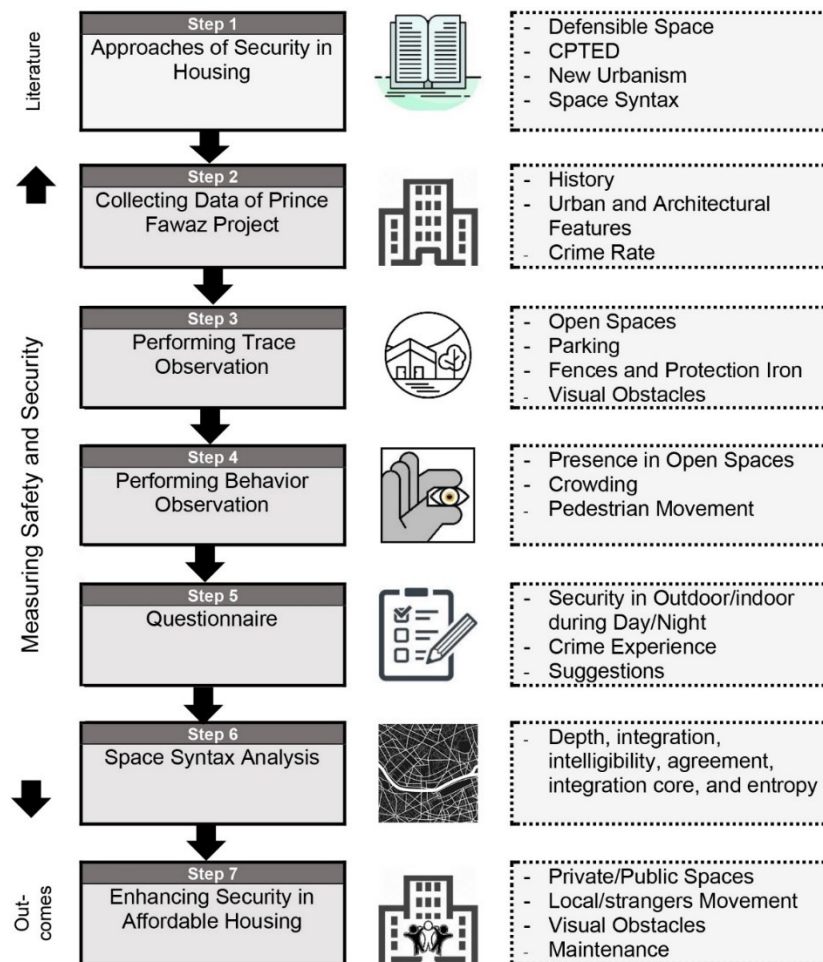 Literature
Step 1
Approaches of Security in
Housing
- Defensible Space
- CPTED
- New Urbanism
- Space Syntax
Measuring Safety and Security
Step 2
Collecting Data of Prince
Fawaz Project
- History
- Urban and Architectural
Features
- Crime Rate
Step 3
Performing Trace
Observation
- Open Spaces
- Parking
- Fences and Protection Iron
- Visual Obstacles
Step 4
Performing Behavior
Observation
- Presence in Open Spaces
- Crowding
- Pedestrian Movement
Step 5
Questionnaire
- Security in Outdoor/indoor
during Day/Night
- Crime Experience
- Suggestions
Step 6
Space Syntax Analysis
- Depth, integration,
intelligibility, agreement,
integration core, and entropy
Out-
comes
Step 7
Enhancing Security in
Affordable Housing
- Private/Public Spaces
- Local/strangers Movement
- Visual Obstacles
- Maintenance